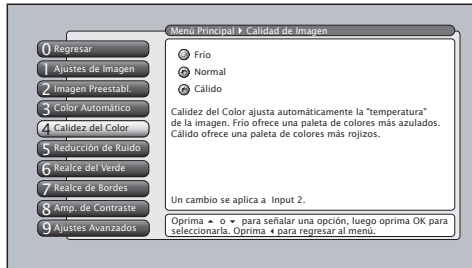 Menú Principal ▸ Calidad de Imagen
0 Regresar
1 Ajustes de Imagen
2 Imagen Preestabl.
3 Color Automático
4 Calidez del Color
5 Reducción de Ruido
6 Realce del Verde
7 Realce de Bordes
8 Amp. de Contraste
9 Ajustes Avanzados
Frío
Normal
Cálido
Calidez del Color ajusta automáticamente la "temperatura"
de la imagen. Frío ofrece una paleta de colores más azulados.
Cálido ofrece una paleta de colores más rojizos.
Un cambio se aplica a Input 2.
Oprima ▴ o ▾ para señalar una opción, luego oprima OK para
seleccionarla. Oprima ◂ para regresar al menú.